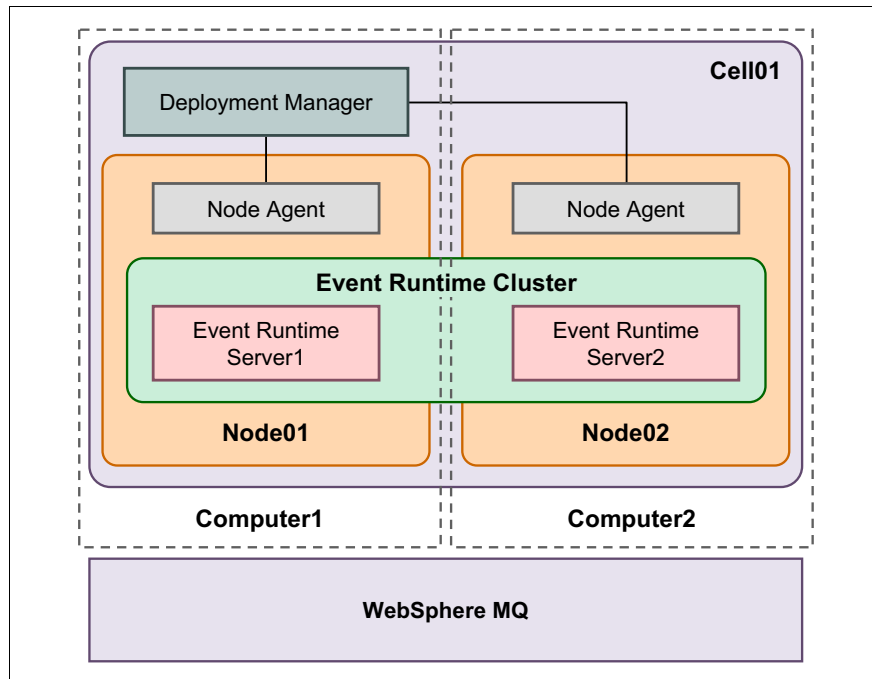 Cell01
Deployment Manager
Node Agent
Node Agent
Event Runtime Cluster
Event Runtime
Server1
Event Runtime
Server2
Node01
Node02
Computer1
Computer2
WebSphere MQ